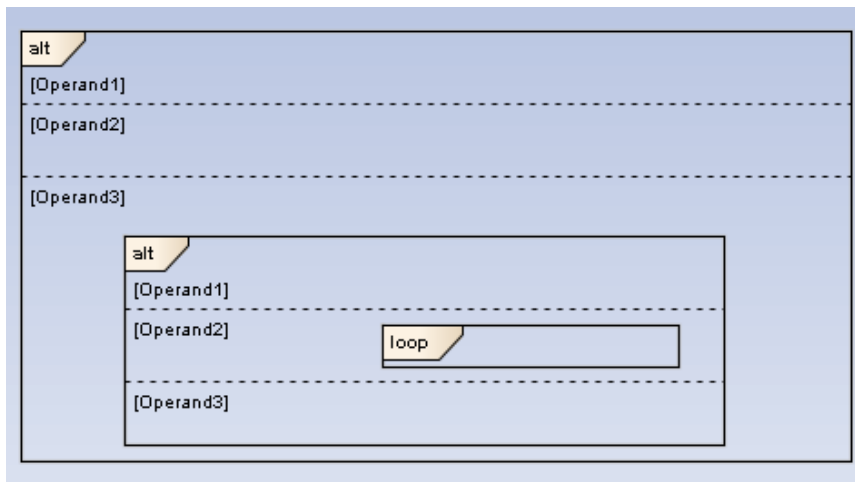 alt
[Operand1]
[Operand2]
[Operand3]
alt
[Operand1]
[Operand2]
loop
[Operand3]